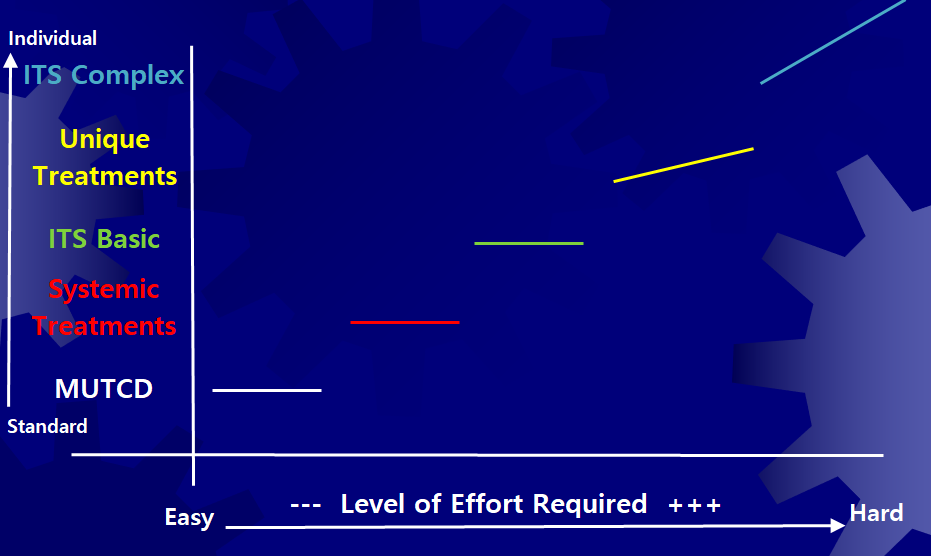 Individual
ITS Complex
Unique
Treatments
ITS Basic
Systemic
Treatments
MUTCD
Standard
--- Level of Effort Required +++
Easy
Hard